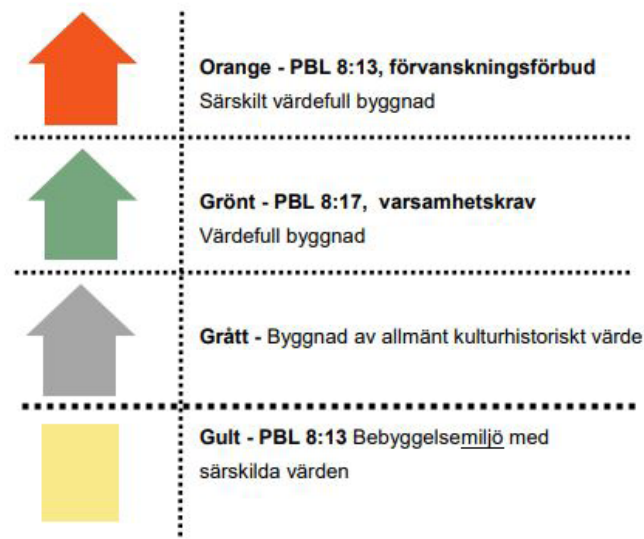 Orange - PBL 8:13, förvanskningsförbud
Särskilt värdefull byggnad
Grönt - PBL 8:17, varsamhetskrav
Värdefull byggnad
Grått - Byggnad av allmänt kulturhistoriskt värde
Gult - PBL 8:13 Bebyggelsemiljö med
särskilda värden